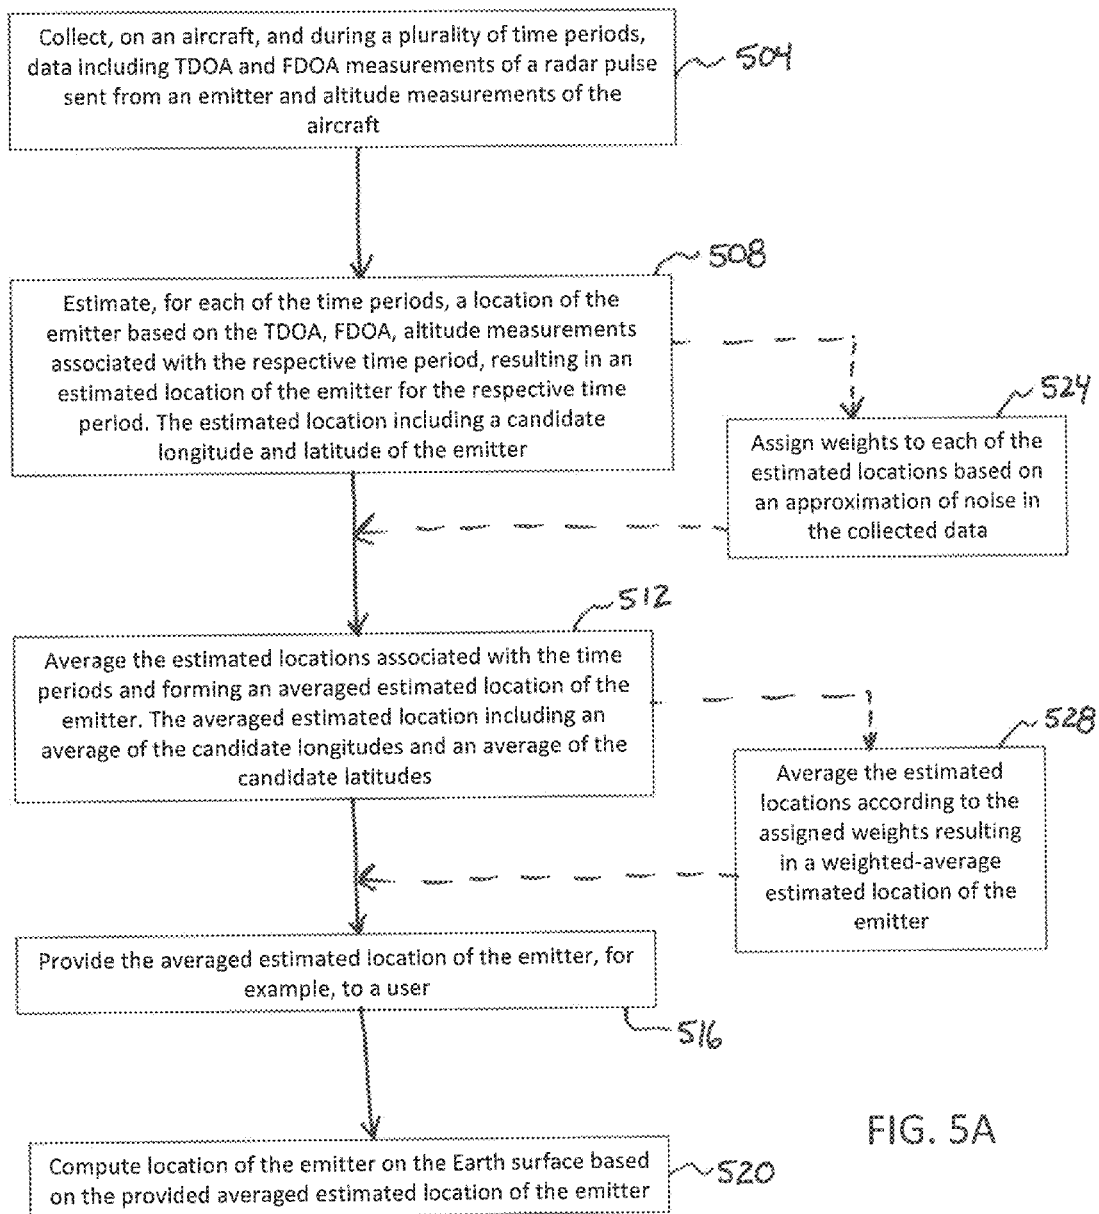 Collect, on an aircraft, and during a plurality of time periods,
data including TDOA and FDOA measurements of a radar pulse
sent from an emitter and altitude measurements of the
aircraft
504
508
Estimate, for each of the time periods, a location of the
emitter based on the TDOA, FDOA, altitude measurements
associated with the respective time period, resulting in an
estimated location of the emitter for the respective time
period. The estimated location including a candidate
longitude and latitude of the emitter
524
Assign weights to each of the
estimated locations based on
an approximation of noise in
the collected data
512
Average the estimated locations associated with the time
periods and forming an averaged estimated location of the
emitter. The averaged estimated location including an
average of the candidate longitudes and an average of the
candidate latitudes
528
Average the estimated
locations according to the
assigned weights resulting
in a weighted-average
estimated location of the
emitter
Provide the averaged estimated location of the emitter, for
example, to a user
516
Compute location of the emitter on the Earth surface based
on the provided averaged estimated location of the emitter
520
FIG. 5A